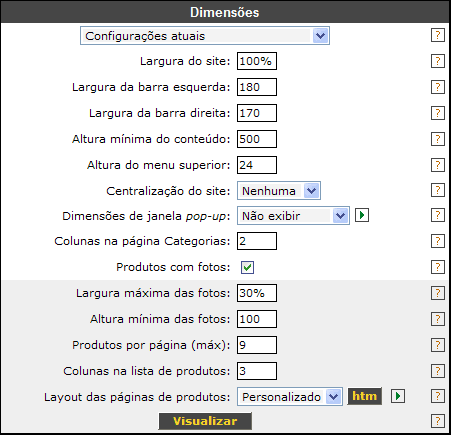 Dimensões
Configurações atuais ?
Largura do site: 100% ?
Largura da barra esquerda: 180 ?
Largura da barra direita: 170 ?
Altura mínima do conteúdo: 500 ?
Altura do menu superior: 24 ?
Centralização do site: Nenhuma ?
Dimensões de janela pop-up: Não exibir ?
Colunas na página Categorias: 2 ?
Produtos com fotos: ?
Largura máxima das fotos: 30% ?
Altura mínima das fotos: 100 ?
Produtos por página (máx): 9 ?
Colunas na lista de produtos: 3 ?
Layout das páginas de produtos: Personalizado htm ?
Visualizar ?